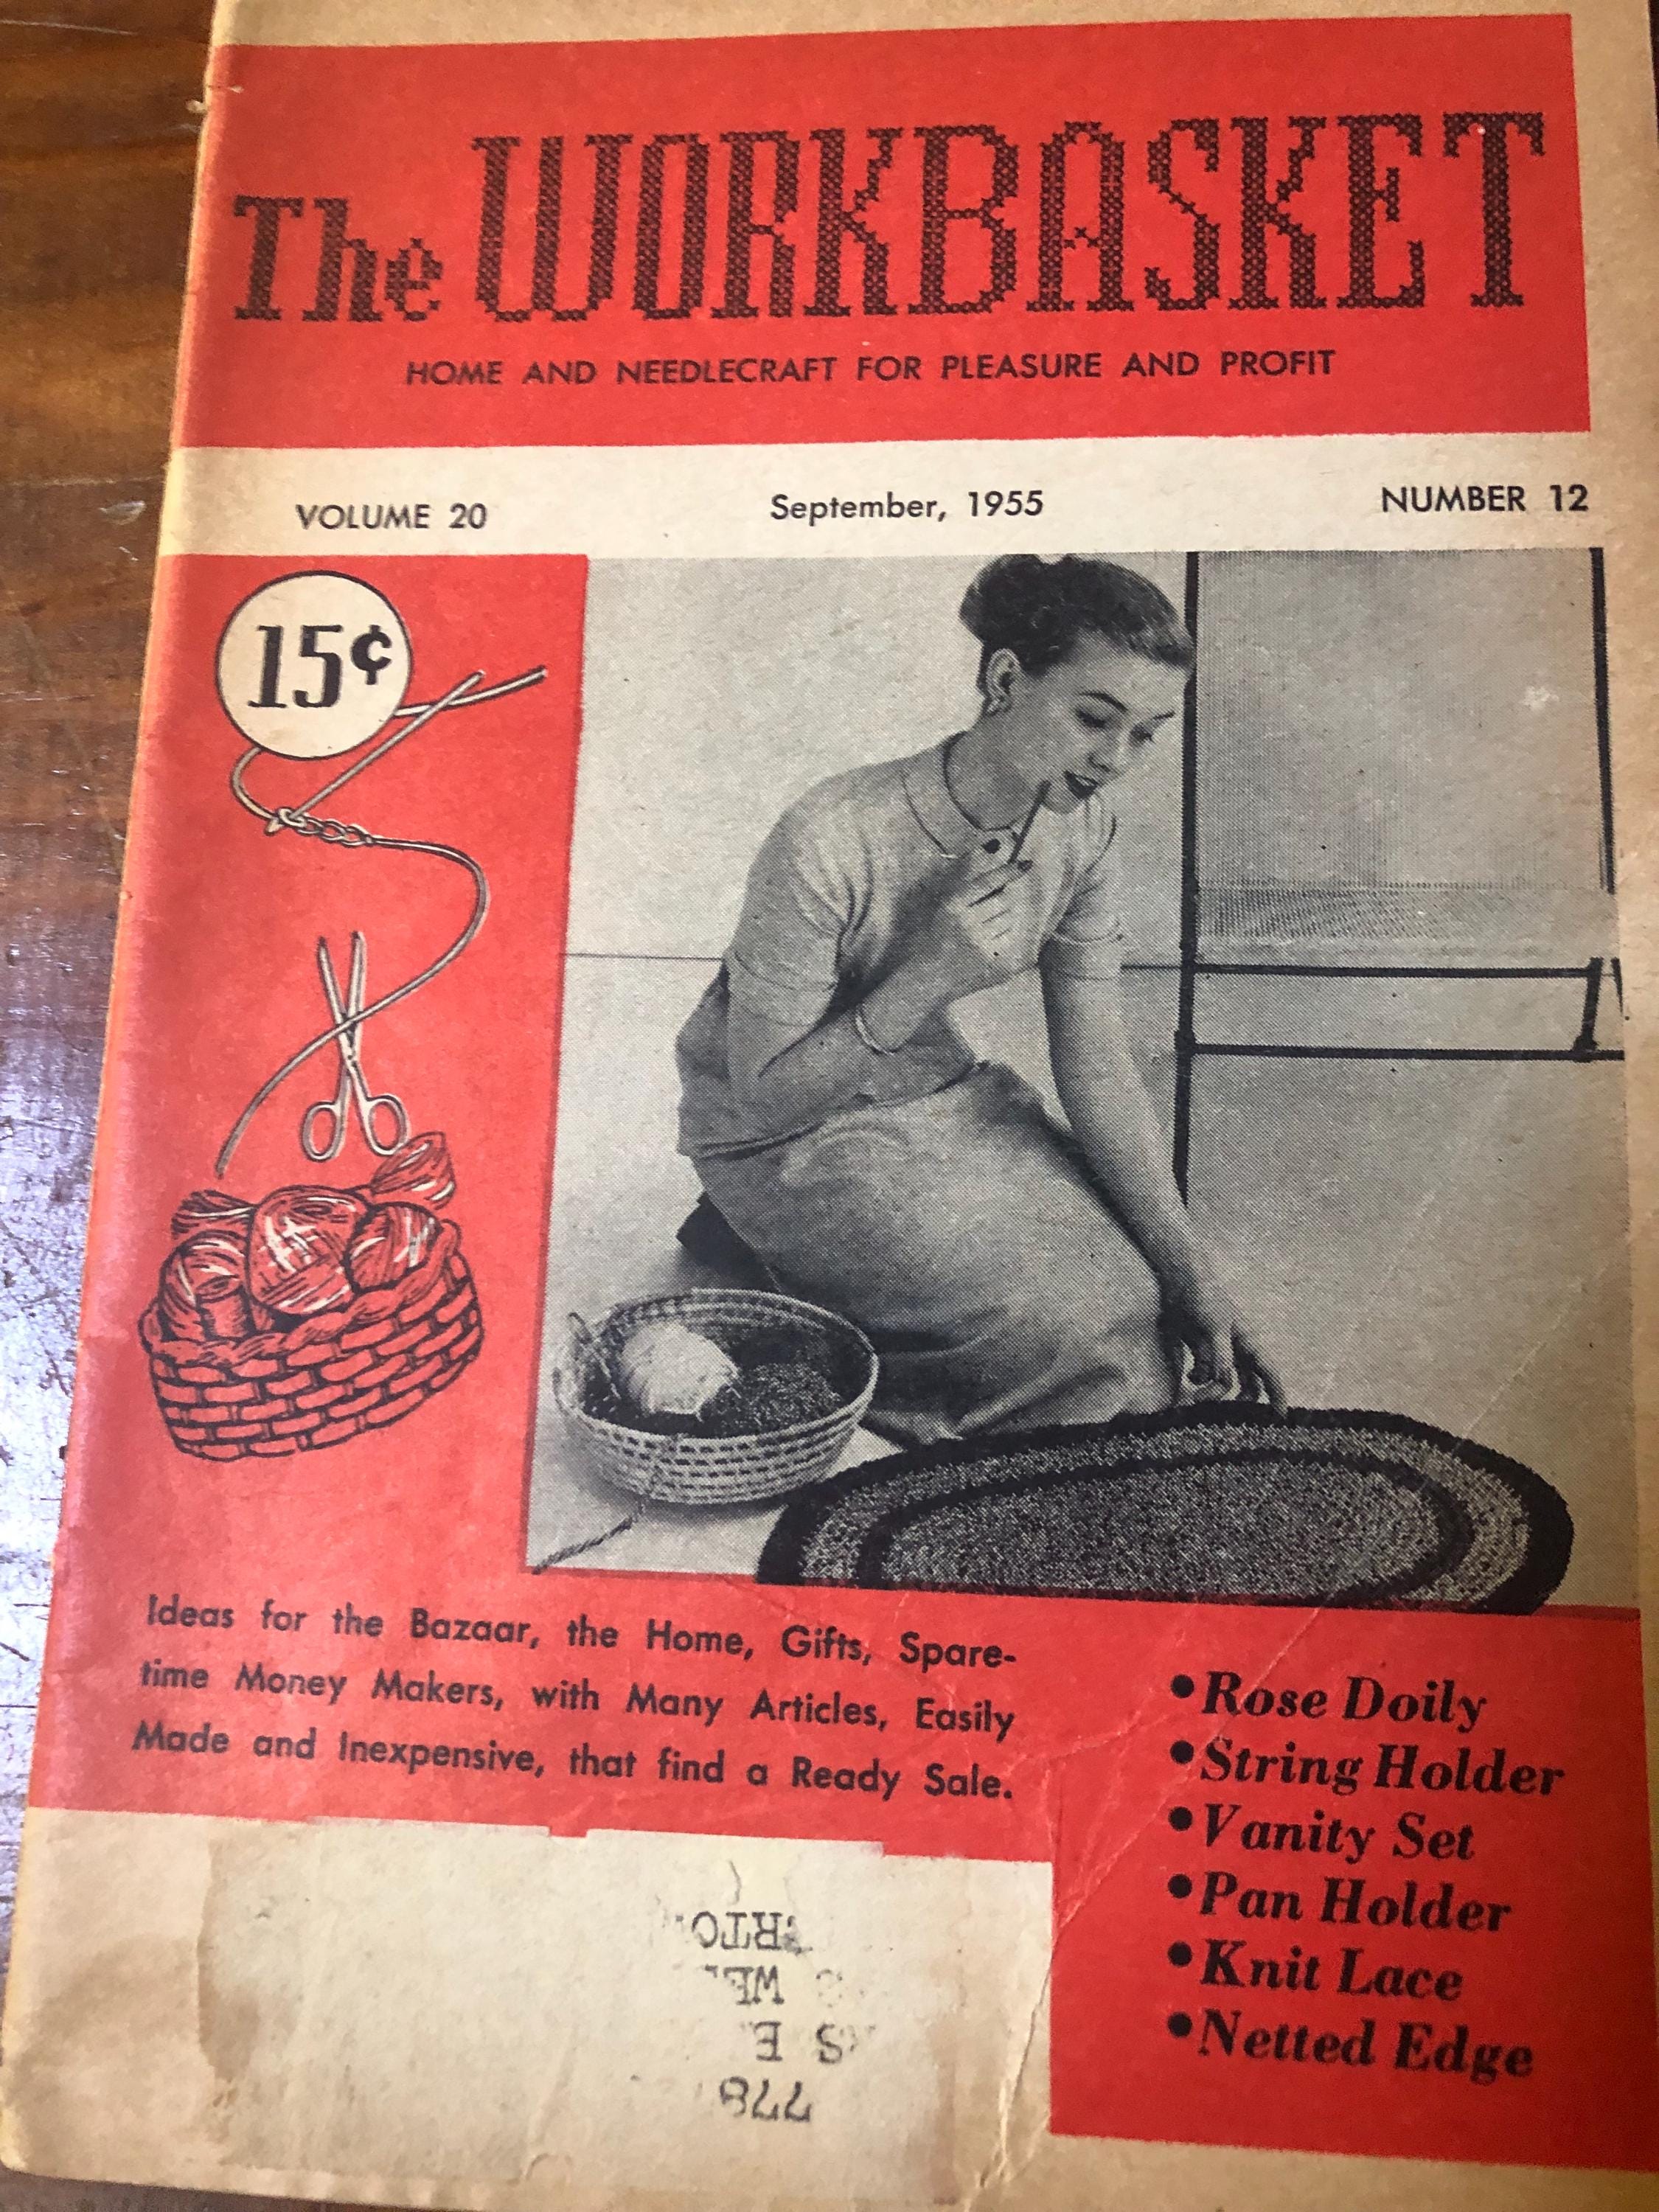 The WORKBASKET
HOME AND NEEDLECRAFT FOR PLEASURE AND PROFIT
VOLUME 20 September, 1955 NUMBER 12
15¢
Ideas for the Bazaar, the Home, Gifts, Spare-
time Money Makers, with Many Articles, Easily
Made and Inexpensive, that find a Ready Sale.
•Rose Doily
•String Holder
•Vanity Set
•Pan Holder
•Knit Lace
•Netted Edge
778
S E